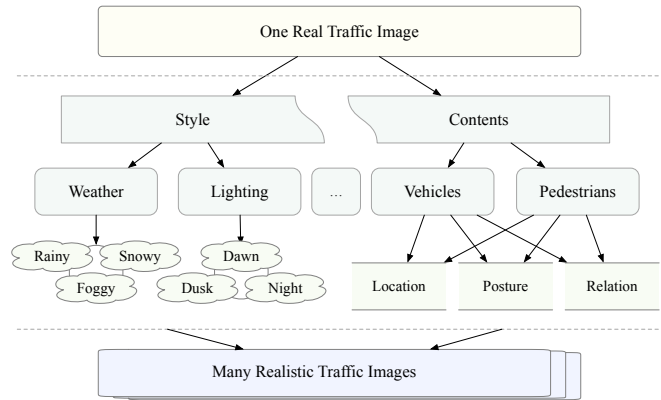 One Real Traffic Image
Style
Contents
Weather
Lighting
...
Vehicles
Pedestrians
Rainy
Snowy
Foggy
Dawn
Dusk
Night
Location
Posture
Relation
Many Realistic Traffic Images